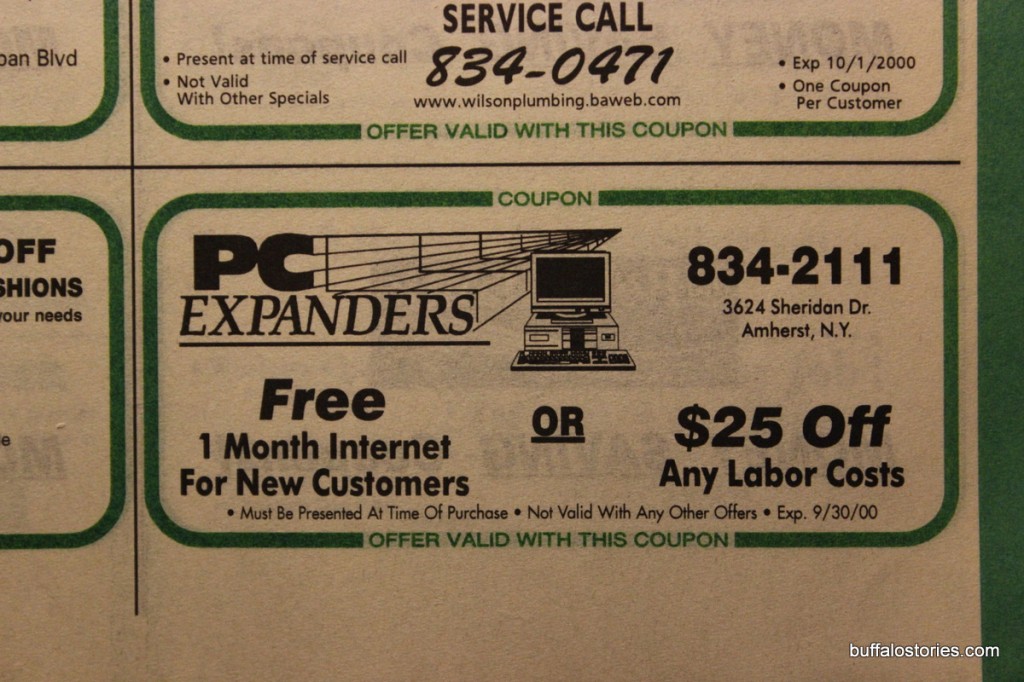 oan Blvd
SERVICE CALL
• Present at time of service call
• Not Valid
With Other Specials
834-0471
www.wilsonplumbing.baweb.com
• Exp 10/1/2000
• One Coupon
Per Customer
OFFER VALID WITH THIS COUPON
OFF
SHIONS
your needs
COUPON
PC
EXPANDERS
834-2111
3624 Sheridan Dr.
Amherst, N.Y.
Free
1 Month Internet
For New Customers
OR
$25 Off
Any Labor Costs
• Must Be Presented At Time Of Purchase • Not Valid With Any Other Offers • Exp. 9/30/00
OFFER VALID WITH THIS COUPON
buffalostories.com